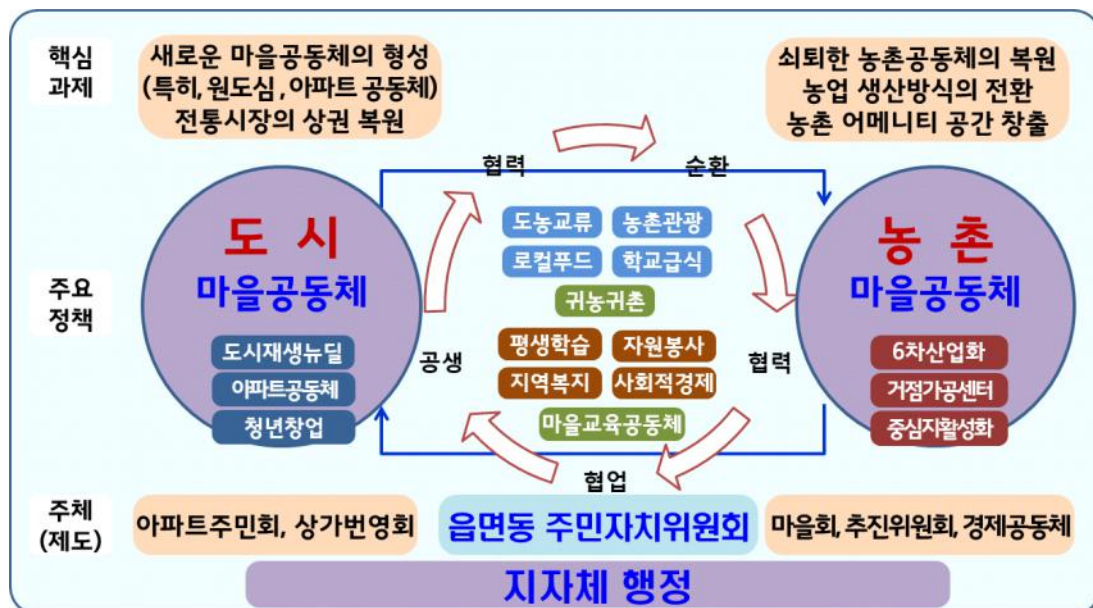 핵심
과제
새로운 마을공동체의 형성
(특히, 원도심, 아파트 공동체)
전통시장의 상권 복원
쇠퇴한 농촌공동체의 복원
농업 생산방식의 전환
농촌 어메니티 공간 창출
협력
순환
도 시
마을공동체
도농교류
농촌관광
로컬푸드
학교급식
귀농귀촌
농 촌
마을공동체
주요
정책
도시재생뉴딜
아파트공동체
청년창업
공생
평생학습
자원봉사
지역복지
사회적경제
마을교육공동체
협력
6차산업화
거점가공센터
중심지활성화
협업
주체
(제도)
아파트주민회, 상가번영회
읍면동 주민자치위원회
마을회, 추진위원회, 경제공동체
지자체 행정